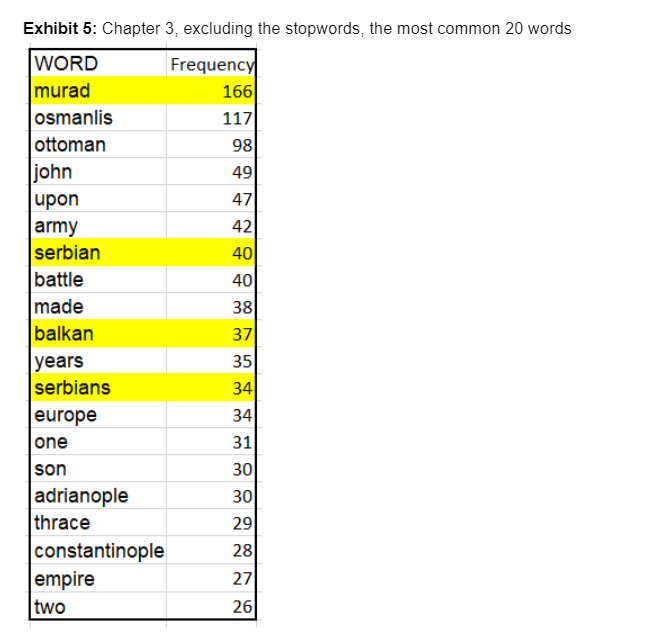 Exhibit 5: Chapter 3, excluding the stopwords, the most common 20 words
WORD Frequency
murad 166
osmanlis 117
ottoman 98
john 49
upon 47
army 42
serbian 40
battle 40
made 38
balkan 37
years 35
serbians 34
europe 34
one 31
son 30
adrianople 30
thrace 29
constantinople 28
empire 27
two 26